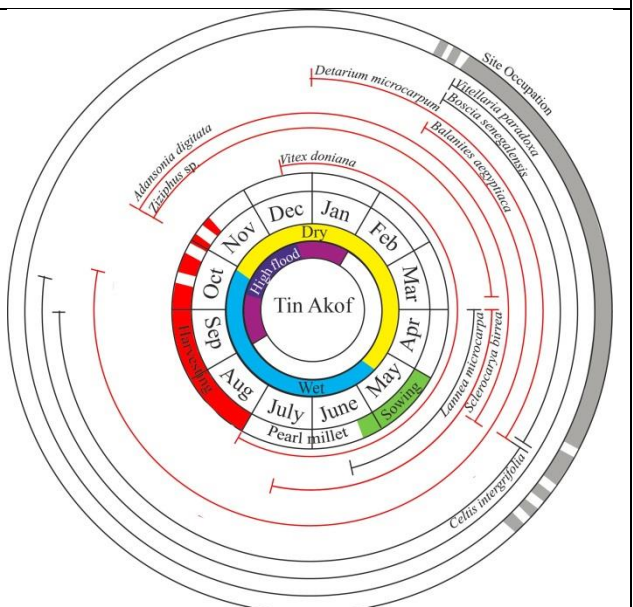 Site Occupation
Detarium microcarpum
Vitellaria paradoxa
Boscia senegalensis
Balanites aegyptiaca
Adansonia digitata
Ziziphus sp.
Vitex doniana
Dec
Jan
Nov
Feb
Dry
High flood
Oct
Mar
Tin Akof
Sep
Apr
Harvesting
Aug
May
Wet
Sowing
July
June
Pearl millet
Lannea microcarpa
Sclerocarya birrea
Celtis intergrifolia